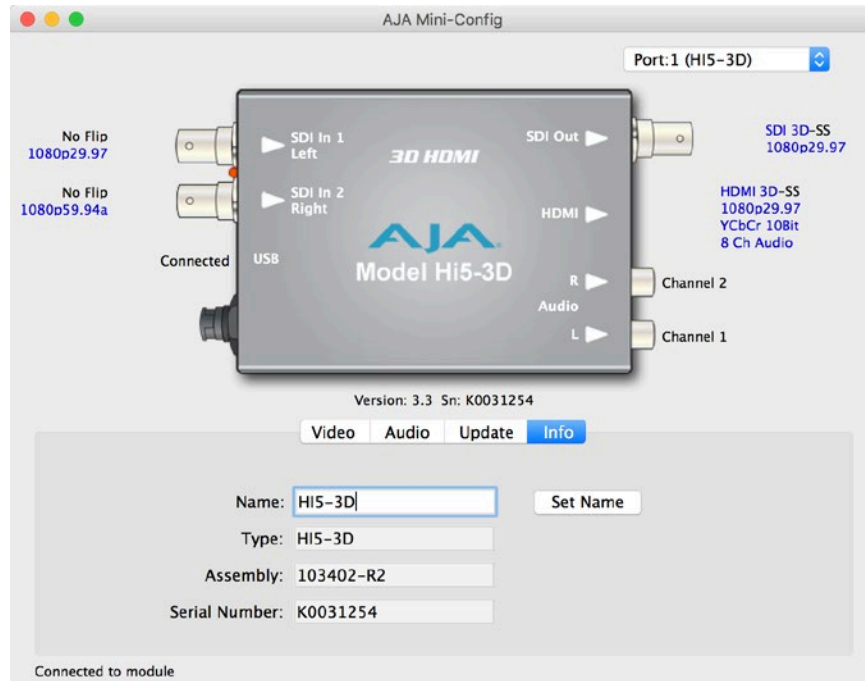 AJA Mini-Config
Port:1 (HI5-3D)
No Flip
1080p29.97
No Flip
1080p59.94a
Connected
SDI In 1
Left
SDI In 2
Right
USB
3D HDMI
AJA
Model Hi5-3D
SDI Out
HDMI
R
Audio
L
SDI 3D-SS
1080p29.97
HDMI 3D-SS
1080p29.97
YCbCr 10Bit
8 Ch Audio
Channel 2
Channel 1
Version: 3.3 Sn: K0031254
Video Audio Update Info
Name: HI5-3D Set Name
Type: HI5-3D
Assembly: 103402-R2
Serial Number: K0031254
Connected to module